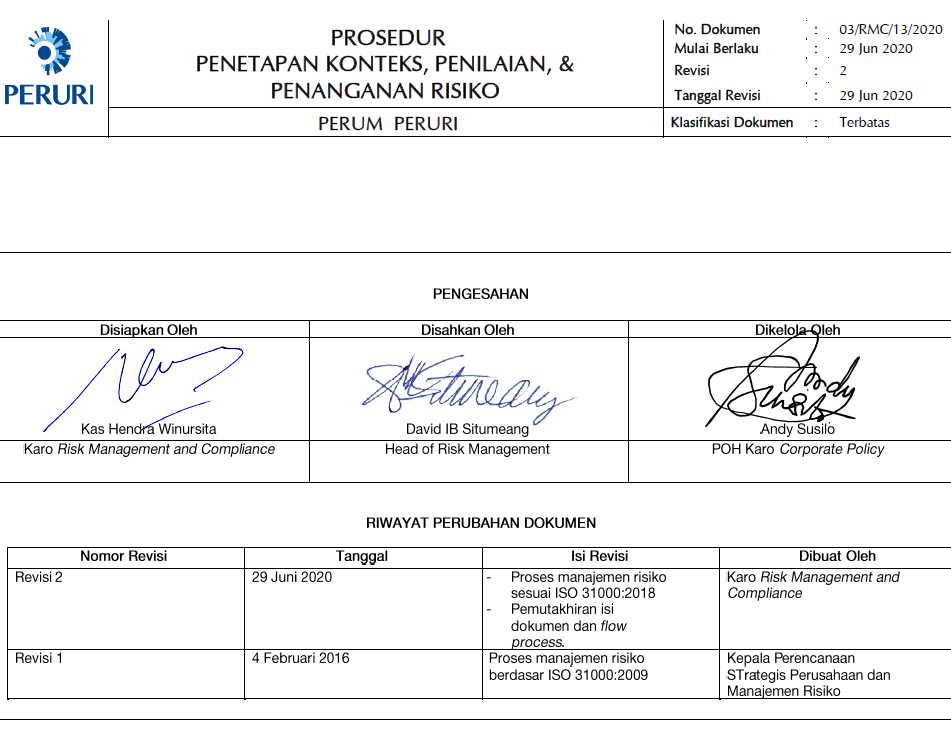 PERURI
PROSEDUR
PENETAPAN KONTEKS, PENILAIAN, &
PENANGANAN RISIKO
PERUM PERURI
No. Dokumen : 03/RMC/13/2020
Mulai Berlaku : 29 Jun 2020
Revisi : 2
Tanggal Revisi : 29 Jun 2020
Klasifikasi Dokumen : Terbatas
PENGESAHAN
Disiapkan Oleh
Kas Hendra Winursita
Karo Risk Management and Compliance
Disahkan Oleh
David IB Situmeang
Head of Risk Management
Dikelola Oleh
Andy Susilo
POH Karo Corporate Policy
RIWAYAT PERUBAHAN DOKUMEN
Nomor Revisi Tanggal Isi Revisi Dibuat Oleh
Revisi 2
29 Juni 2020
- Proses manajemen risiko
sesuai ISO 31000:2018
- Pemutakhiran isi
dokumen dan flow
process.
Karo Risk Management and
Compliance
Revisi 1
4 Februari 2016
Proses manajemen risiko
berdasar ISO 31000:2009
Kepala Perencanaan
STrategis Perusahaan dan
Manajemen Risiko